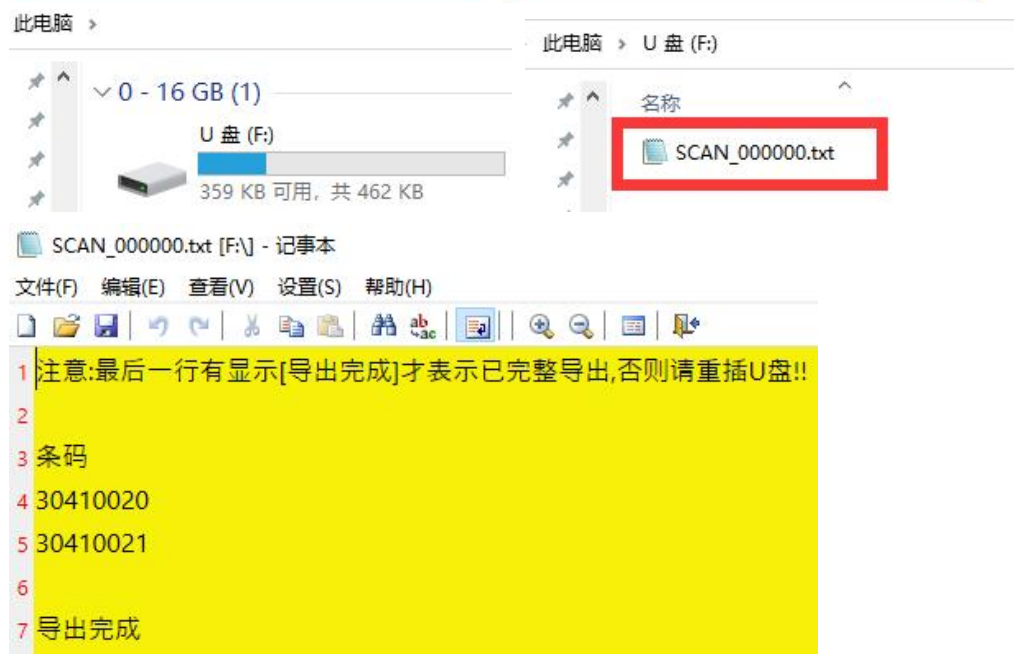 此电脑 >
0 - 16 GB (1)
U 盘 (F:)
359 KB 可用，共 462 KB
此电脑 > U 盘 (F:)
名称
SCAN_000000.txt
SCAN_000000.txt [F:\] - 记事本
文件(F) 编辑(E) 查看(V) 设置(S) 帮助(H)
1 注意:最后一行有显示[导出完成]才表示已完整导出,否则请重插U盘!!
2
3 条码
4 30410020
5 30410021
6
7 导出完成